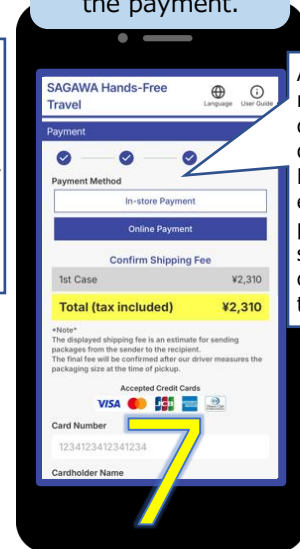 the payment.
SAGAWA Hands-Free
Travel
Language User Guide
Payment
Payment Method
In-store Payment
Online Payment
Confirm Shipping Fee
1st Case ¥2,310
Total (tax included) ¥2,310
*Note*
The displayed shipping fee is an estimate for sending
packages from the sender to the recipient.
The final fee will be confirmed after our driver measures the
packaging size at the time of pickup.
Accepted Credit Cards
VISA JCB
Card Number
1234123412341234
Cardholder Name
7